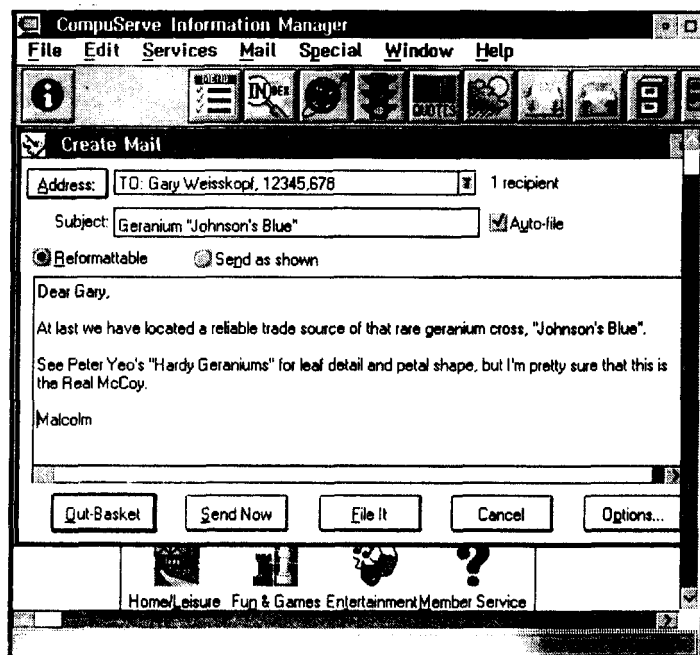 CompuServe Information Manager
File Edit Services Mail Special Window Help
MENU INDEX QUOTES
Create Mail
Address: TO: Gary Weisskopf, 12345,678 1 recipient
Subject: Geranium "Johnson's Blue" Auto-file
Reformattable Send as shown
Dear Gary,
At last we have located a reliable trade source of that rare geranium cross, "Johnson's Blue".
See Peter Yeo's "Hardy Geraniums" for leaf detail and petal shape, but I'm pretty sure that this is
the Real McCoy.
Malcolm
Out-Basket Send Now File It Cancel Options...
Home/Leisure Fun & Games Entertainment Member Service